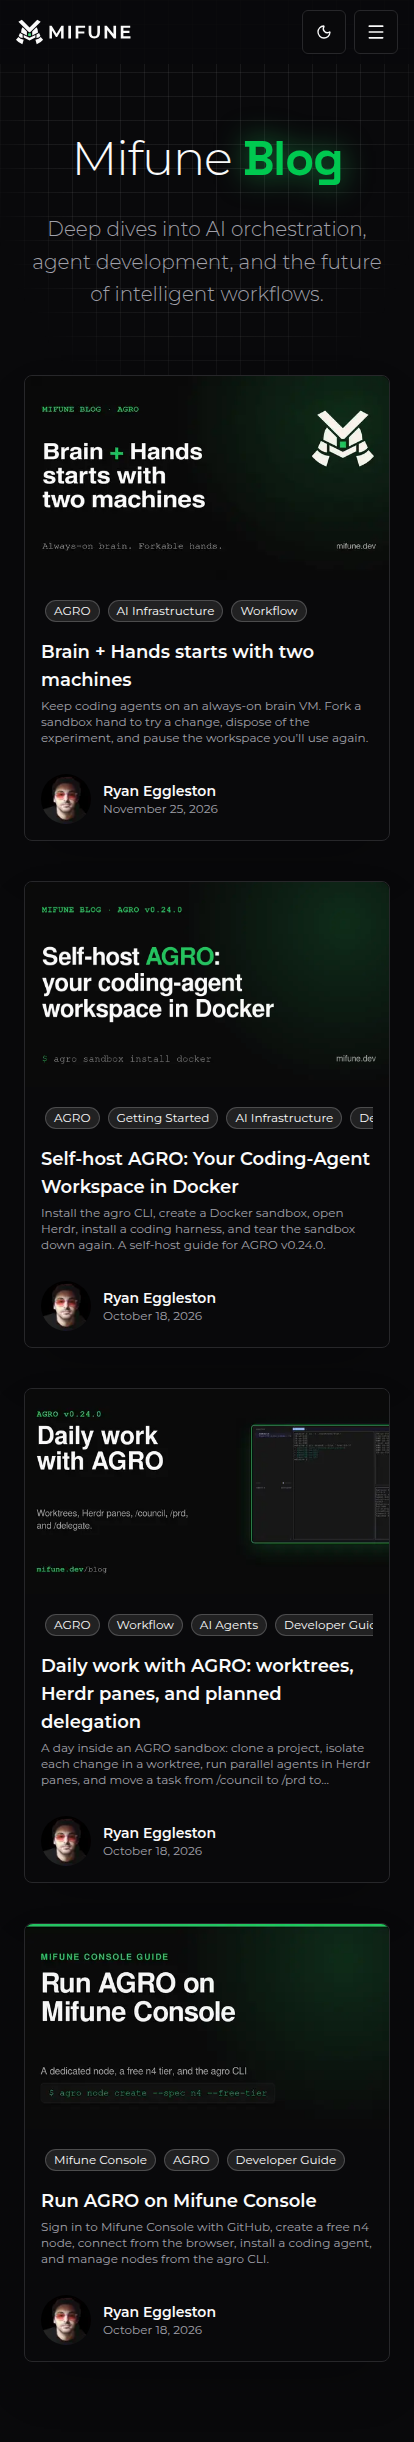 MIFUNE
Mifune Blog
Deep dives into AI orchestration,
agent development, and the future
of intelligent workflows.
MIFUNE BLOG · AGRO
Brain + Hands
starts with
two machines
Always-on brain. Forkable hands.
mifune.dev
AGRO
AI Infrastructure
Workflow
Brain + Hands starts with two
machines
Keep coding agents on an always-on brain VM. Fork a
sandbox hand to try a change, dispose of the
experiment, and pause the workspace you'll use again.
Ryan Eggleston
November 25, 2026
MIFUNE BLOG · AGRO v0.24.0
Self-host AGRO:
your coding-agent
workspace in Docker
$ agro sandbox install docker
mifune.dev
AGRO
Getting Started
AI Infrastructure
De
Self-host AGRO: Your Coding-Agent
Workspace in Docker
Install the agro CLI, create a Docker sandbox, open
Herdr, install a coding harness, and tear the sandbox
down again. A self-host guide for AGRO v0.24.0.
Ryan Eggleston
October 18, 2026
AGRO v0.24.0
Daily work
with AGRO
Worktrees, Herdr panes, /council, /prd,
and /delegate.
mifune.dev/blog
AGRO
Workflow
AI Agents
Developer Guid
Daily work with AGRO: worktrees,
Herdr panes, and planned
delegation
A day inside an AGRO sandbox: clone a project, isolate
each change in a worktree, run parallel agents in Herdr
panes, and move a task from /council to /prd to...
Ryan Eggleston
October 18, 2026
MIFUNE CONSOLE GUIDE
Run AGRO on
Mifune Console
A dedicated node, a free n4 tier, and the agro CLI
$ agro node create --spec n4 --free-tier
Mifune Console
AGRO
Developer Guide
Run AGRO on Mifune Console
Sign in to Mifune Console with GitHub, create a free n4
node, connect from the browser, install a coding agent,
and manage nodes from the agro CLI.
Ryan Eggleston
October 18, 2026